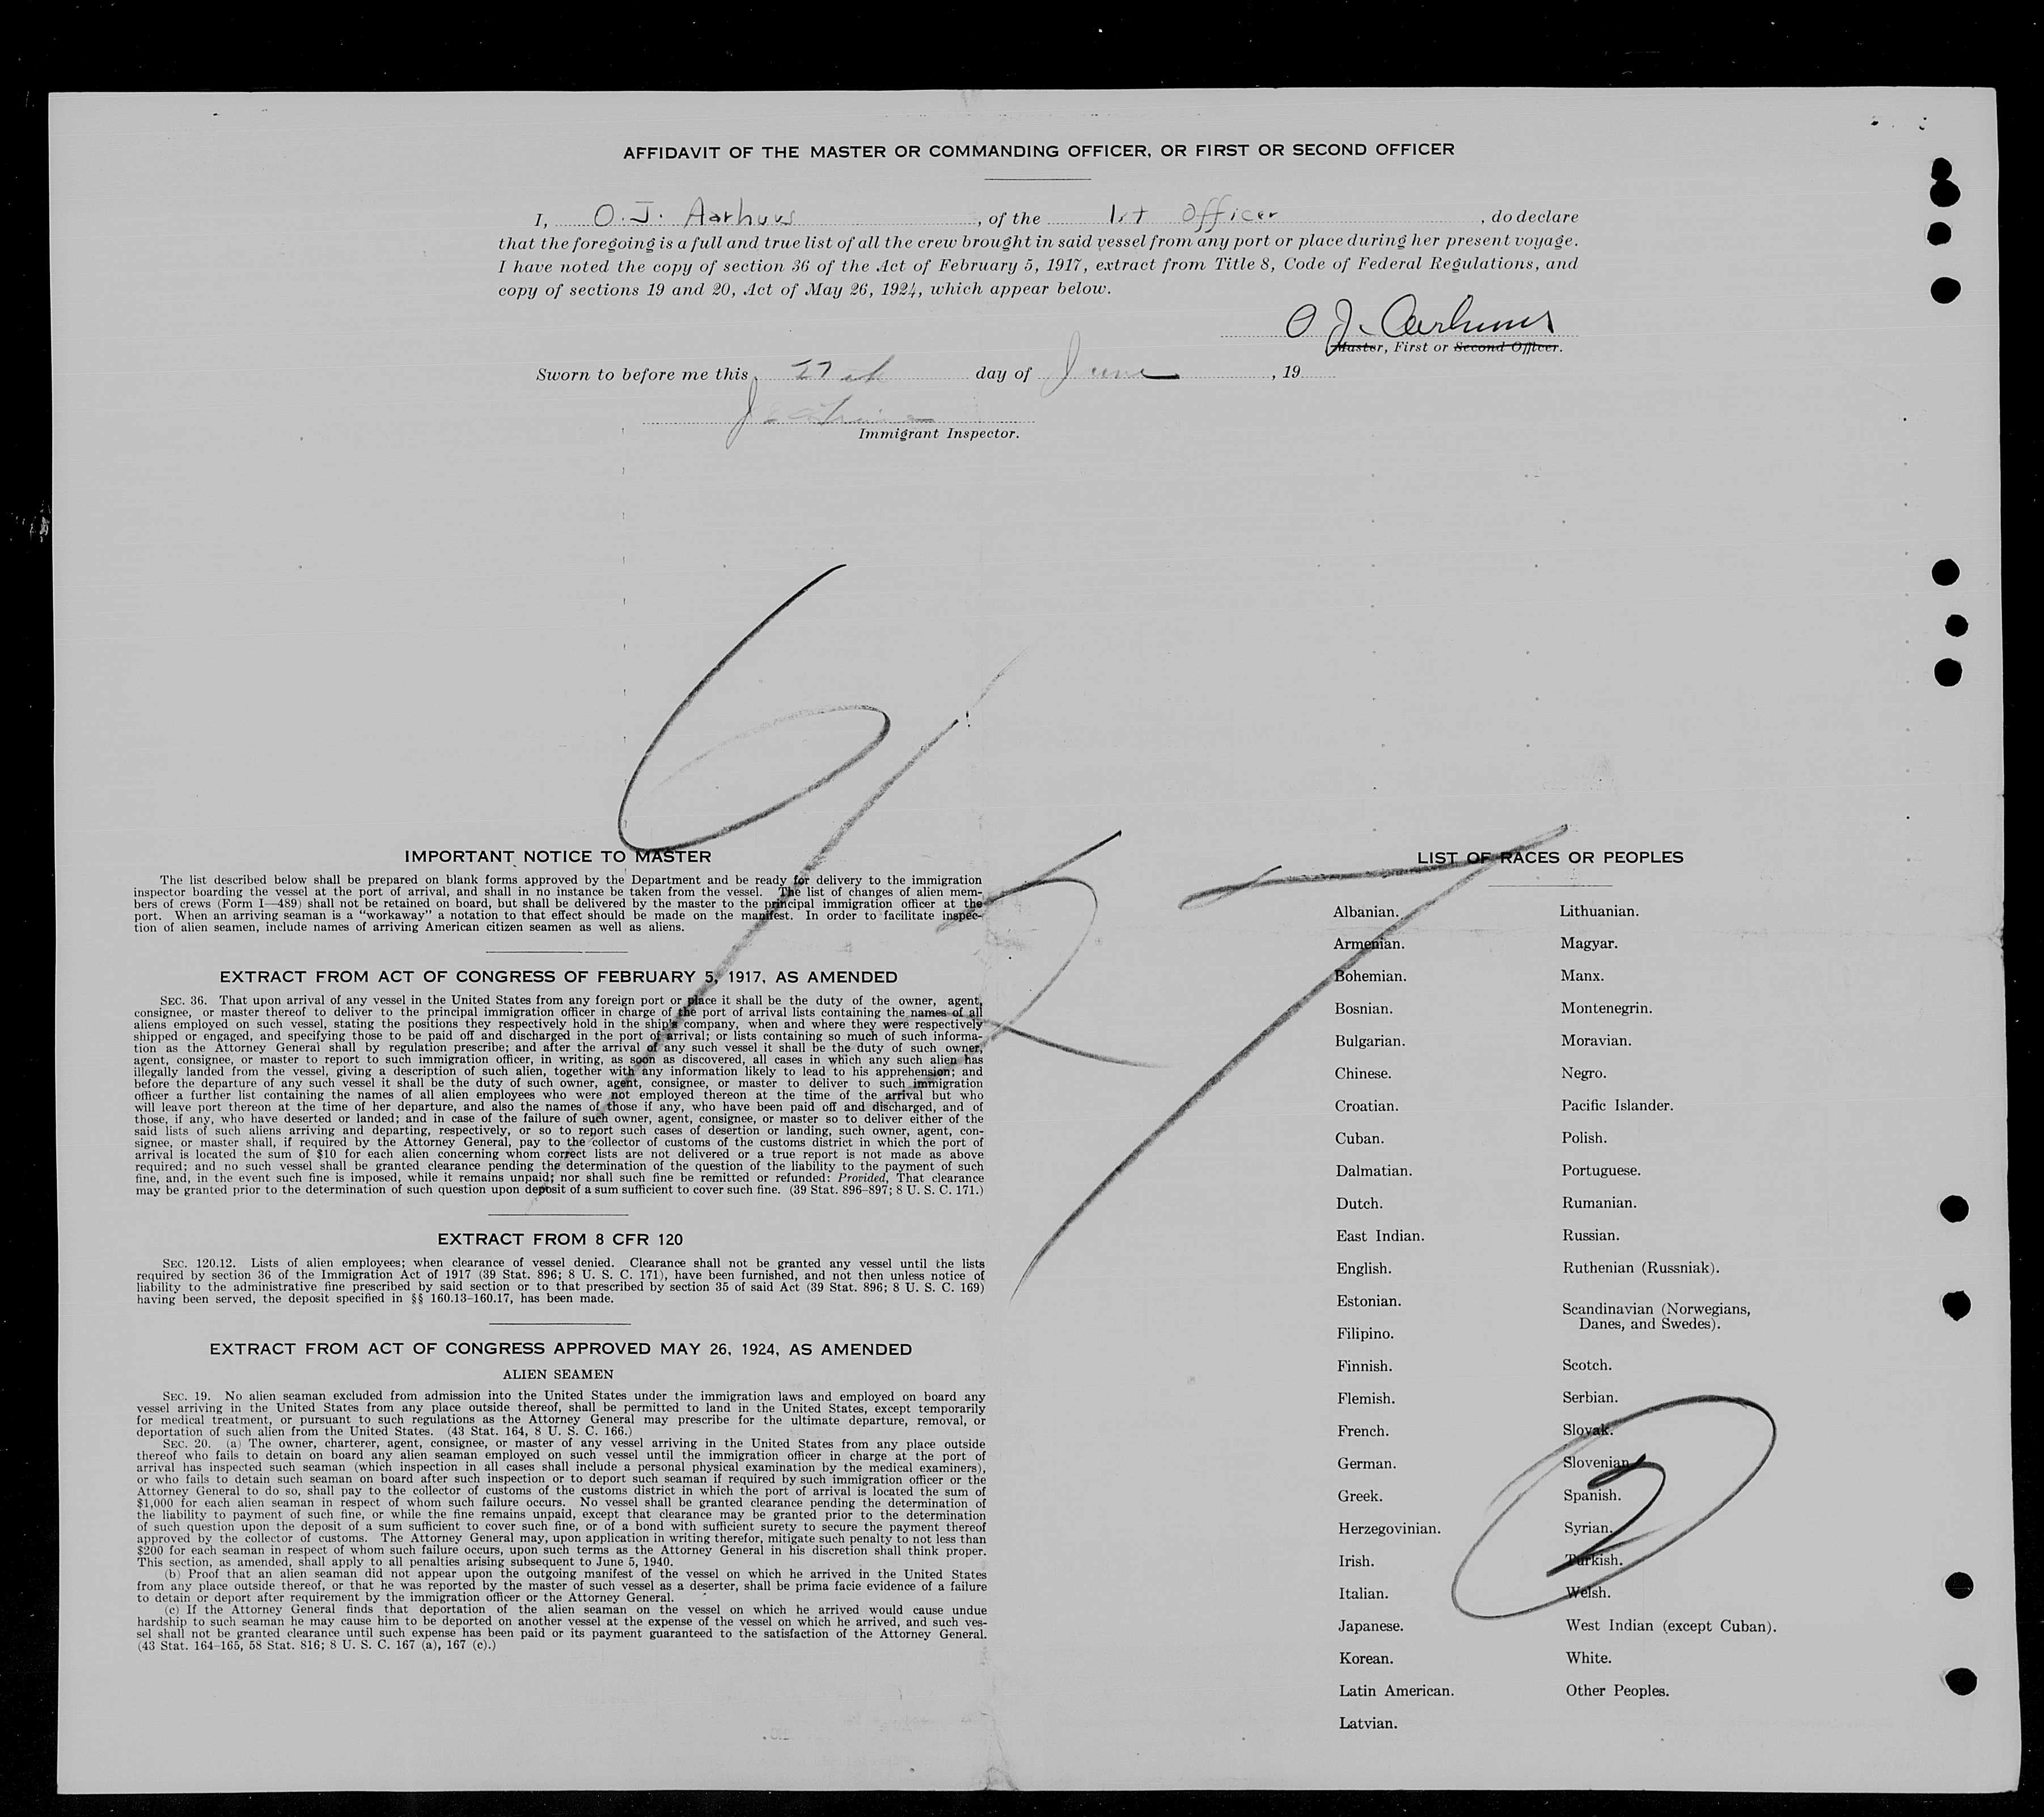 AFFIDAVIT OF THE MASTER OR COMMANDING OFFICER, OR FIRST OR SECOND OFFICER
I, O. J. Aarhuus, of the 1st Officer, do declare
that the foregoing is a full and true list of all the crew brought in said vessel from any port or place during her present voyage.
I have noted the copy of section 36 of the Act of February 5, 1917, extract from Title 8, Code of Federal Regulations, and
copy of sections 19 and 20, Act of May 26, 1924, which appear below.
O J. Aarhuus
Master, First or Second Officer.
Sworn to before me this 27th day of June, 19
Immigrant Inspector.
6/27
IMPORTANT NOTICE TO MASTER
The list described below shall be prepared on blank forms approved by the Department and be ready for delivery to the immigration
inspector boarding the vessel at the port of arrival, and shall in no instance be taken from the vessel. The list of changes of alien mem-
bers of crews (Form I—489) shall not be retained on board, but shall be delivered by the master to the principal immigration officer at the
port. When an arriving seaman is a "workaway" a notation to that effect should be made on the manifest. In order to facilitate inspec-
tion of alien seamen, include names of arriving American citizen seamen as well as aliens.
EXTRACT FROM ACT OF CONGRESS OF FEBRUARY 5, 1917, AS AMENDED
SEC. 36. That upon arrival of any vessel in the United States from any foreign port or place it shall be the duty of the owner, agent,
consignee, or master thereof to deliver to the principal immigration officer in charge of the port of arrival lists containing the names of all
aliens employed on such vessel, stating the positions they respectively hold in the ship's company, when and where they were respectively
shipped or engaged, and specifying those to be paid off and discharged in the port of arrival; or lists containing so much of such informa-
tion as the Attorney General shall by regulation prescribe; and after the arrival of any such vessel it shall be the duty of such owner,
agent, consignee, or master to report to such immigration officer, in writing, as soon as discovered, all cases in which any such alien has
illegally landed from the vessel, giving a description of such alien, together with any information likely to lead to his apprehension; and
before the departure of any such vessel it shall be the duty of such owner, agent, consignee, or master to deliver to such immigration
officer a further list containing the names of all alien employees who were not employed thereon at the time of the arrival but who
will leave port thereon at the time of her departure, and also the names of those if any, who have been paid off and discharged, and of
those, if any, who have deserted or landed; and in case of the failure of such owner, agent, consignee, or master so to deliver either of the
said lists of such aliens arriving and departing, respectively, or so to report such cases of desertion or landing, such owner, agent, con-
signee, or master shall, if required by the Attorney General, pay to the collector of customs of the customs district in which the port of
arrival is located the sum of $10 for each alien concerning whom correct lists are not delivered or a true report is not made as above
required; and no such vessel shall be granted clearance pending the determination of the question of the liability to the payment of such
fine, and, in the event such fine is imposed, while it remains unpaid; nor shall such fine be remitted or refunded: Provided, That clearance
may be granted prior to the determination of such question upon deposit of a sum sufficient to cover such fine. (39 Stat. 896–897; 8 U. S. C. 171.)
EXTRACT FROM 8 CFR 120
SEC. 120.12. Lists of alien employees; when clearance of vessel denied. Clearance shall not be granted any vessel until the lists
required by section 36 of the Immigration Act of 1917 (39 Stat. 896; 8 U. S. C. 171), have been furnished, and not then unless notice of
liability to the administrative fine prescribed by said section or to that prescribed by section 35 of said Act (39 Stat. 896; 8 U. S. C. 169)
having been served, the deposit specified in §§ 160.13–160.17, has been made.
EXTRACT FROM ACT OF CONGRESS APPROVED MAY 26, 1924, AS AMENDED
ALIEN SEAMEN
SEC. 19. No alien seaman excluded from admission into the United States under the immigration laws and employed on board any
vessel arriving in the United States from any place outside thereof, shall be permitted to land in the United States, except temporarily
for medical treatment, or pursuant to such regulations as the Attorney General may prescribe for the ultimate departure, removal, or
deportation of such alien from the United States. (43 Stat. 164, 8 U. S. C. 166.)
SEC. 20. (a) The owner, charterer, agent, consignee, or master of any vessel arriving in the United States from any place outside
thereof who fails to detain on board any alien seaman employed on such vessel until the immigration officer in charge at the port of
arrival has inspected such seaman (which inspection in all cases shall include a personal physical examination by the medical examiners),
or who fails to detain such seaman on board after such inspection or to deport such seaman if required by such immigration officer or the
Attorney General to do so, shall pay to the collector of customs of the customs district in which the port of arrival is located the sum of
$1,000 for each alien seaman in respect of whom such failure occurs. No vessel shall be granted clearance pending the determination of
the liability to payment of such fine, or while the fine remains unpaid, except that clearance may be granted prior to the determination
of such question upon the deposit of a sum sufficient to cover such fine, or of a bond with sufficient surety to secure the payment thereof
approved by the collector of customs. The Attorney General may, upon application in writing therefor, mitigate such penalty to not less than
$200 for each seaman in respect of whom such failure occurs, upon such terms as the Attorney General in his discretion shall think proper.
This section, as amended, shall apply to all penalties arising subsequent to June 5, 1940.
(b) Proof that an alien seaman did not appear upon the outgoing manifest of the vessel on which he arrived in the United States
from any place outside thereof, or that he was reported by the master of such vessel as a deserter, shall be prima facie evidence of a failure
to detain or deport after requirement by the immigration officer or the Attorney General.
(c) If the Attorney General finds that deportation of the alien seaman on the vessel on which he arrived would cause undue
hardship to such seaman he may cause him to be deported on another vessel at the expense of the vessel on which he arrived, and such ves-
sel shall not be granted clearance until such expense has been paid or its payment guaranteed to the satisfaction of the Attorney General.
(43 Stat. 164–165, 58 Stat. 816; 8 U. S. C. 167 (a), 167 (c).)
LIST OF RACES OR PEOPLES
Albanian.
Armenian.
Bohemian.
Bosnian.
Bulgarian.
Chinese.
Croatian.
Cuban.
Dalmatian.
Dutch.
East Indian.
English.
Estonian.
Filipino.
Finnish.
Flemish.
French.
German.
Greek.
Herzegovinian.
Irish.
Italian.
Japanese.
Korean.
Latin American.
Latvian.
Lithuanian.
Magyar.
Manx.
Montenegrin.
Moravian.
Negro.
Pacific Islander.
Polish.
Portuguese.
Rumanian.
Russian.
Ruthenian (Russniak).
Scandinavian (Norwegians,
Danes, and Swedes).
Scotch.
Serbian.
Slovak.
Slovenian.
Spanish.
Syrian.
Turkish.
Welsh.
West Indian (except Cuban).
White.
Other Peoples.
2